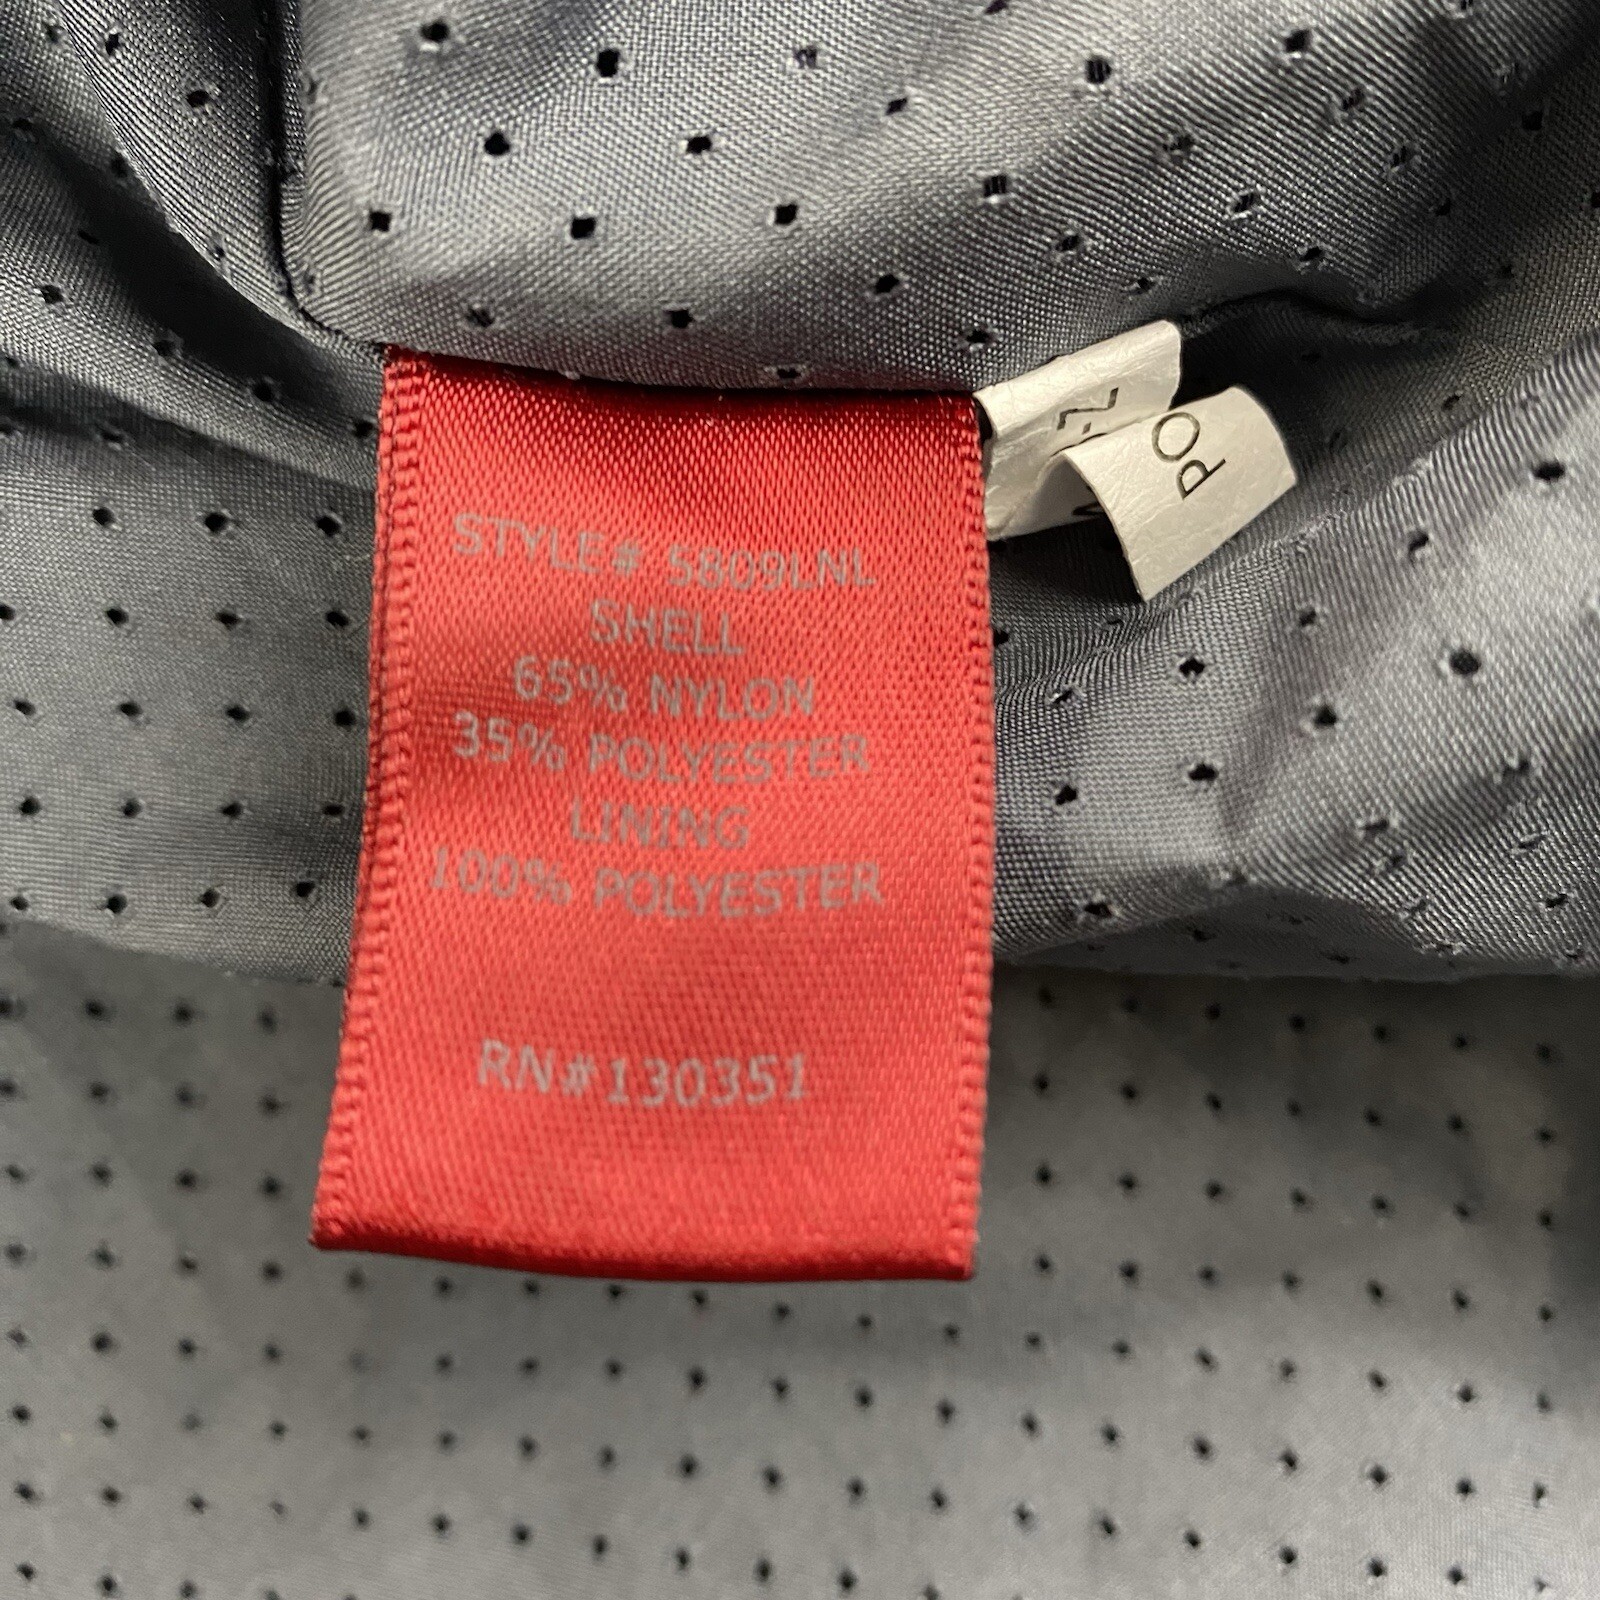 STYLE# 5809LNL
SHELL
65% NYLON
35% POLYESTER
LINING
100% POLYESTER
RN#130351
PO